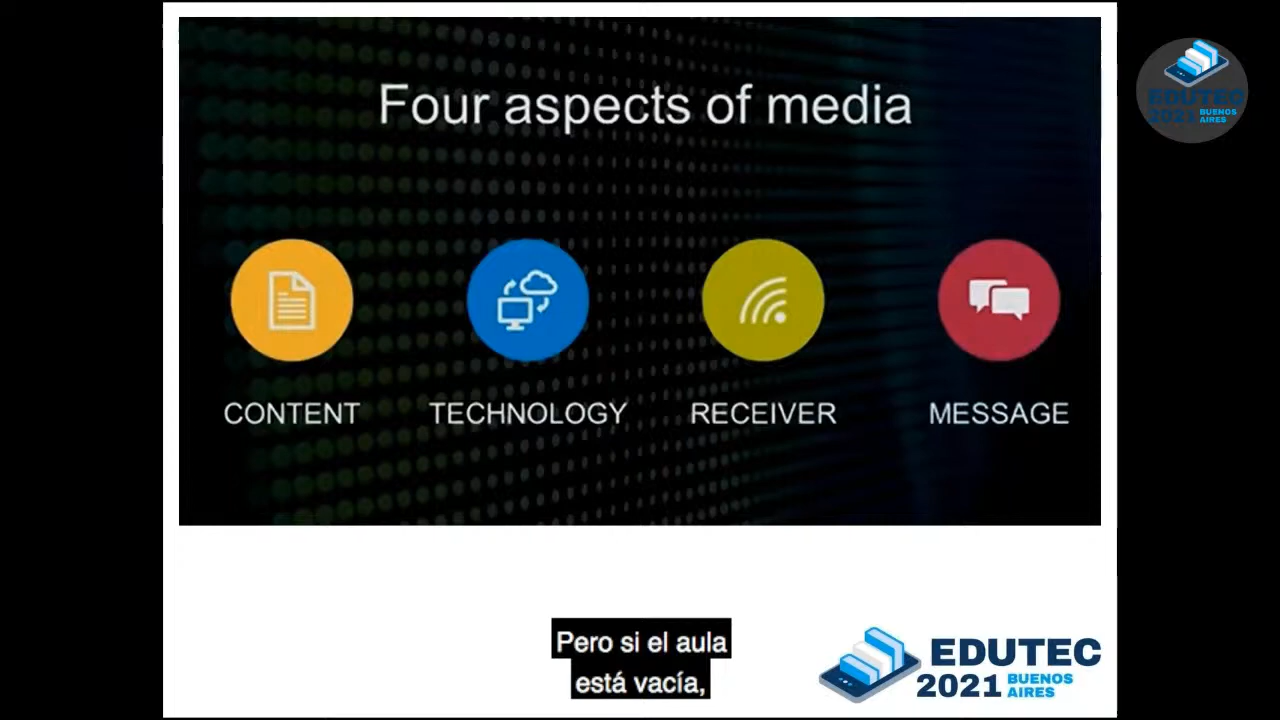 Four aspects of media
CONTENT
TECHNOLOGY
RECEIVER
MESSAGE
EDUTEC
2021 BUENOS
AIRES
Pero si el aula
está vacía,
EDUTEC
2021 BUENOS
AIRES